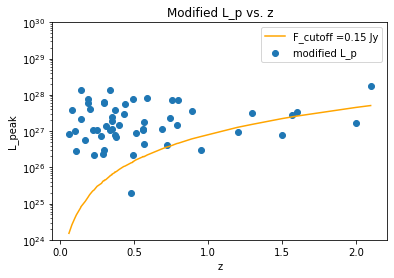 Modified L_p vs. z
F_cutoff =0.15 Jy
modified L_p
L_peak
10^30
10^29
10^28
10^27
10^26
10^25
10^24
0.0 0.5 1.0 1.5 2.0
z